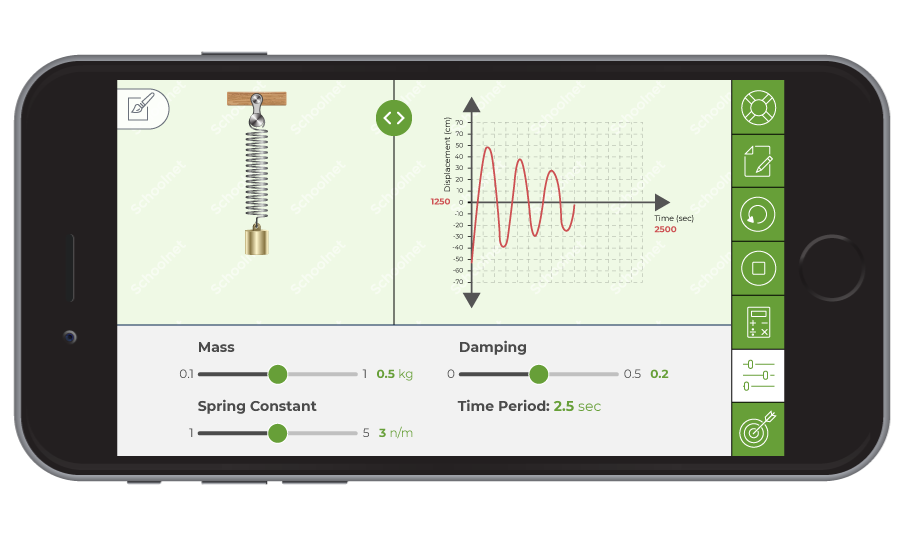 Displacement (cm)
70
70
50
40
30
20
10
1250 0
-10
-20
-30
-40
-50
-60
-70
Time (sec)
2500
Mass
0.1 1 0.5 kg
Damping
0 0.5 0.2
Spring Constant
1 5 3 n/m
Time Period: 2.5 sec